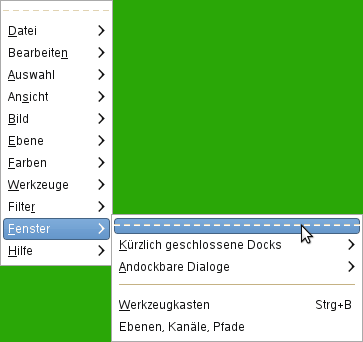 Datei
Bearbeiten
Auswahl
Ansicht
Bild
Ebene
Farben
Werkzeuge
Filter
Fenster
Hilfe
Kürzlich geschlossene Docks
Andockbare Dialoge
Werkzeugkasten Strg+B
Ebenen, Kanäle, Pfade